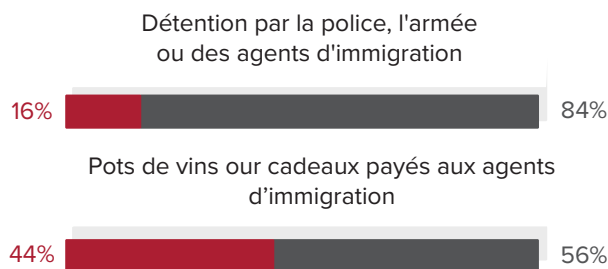 Détention par la police, l'armée
ou des agents d'immigration
16%
84%
Pots de vins our cadeaux payés aux agents
d’immigration
44%
56%